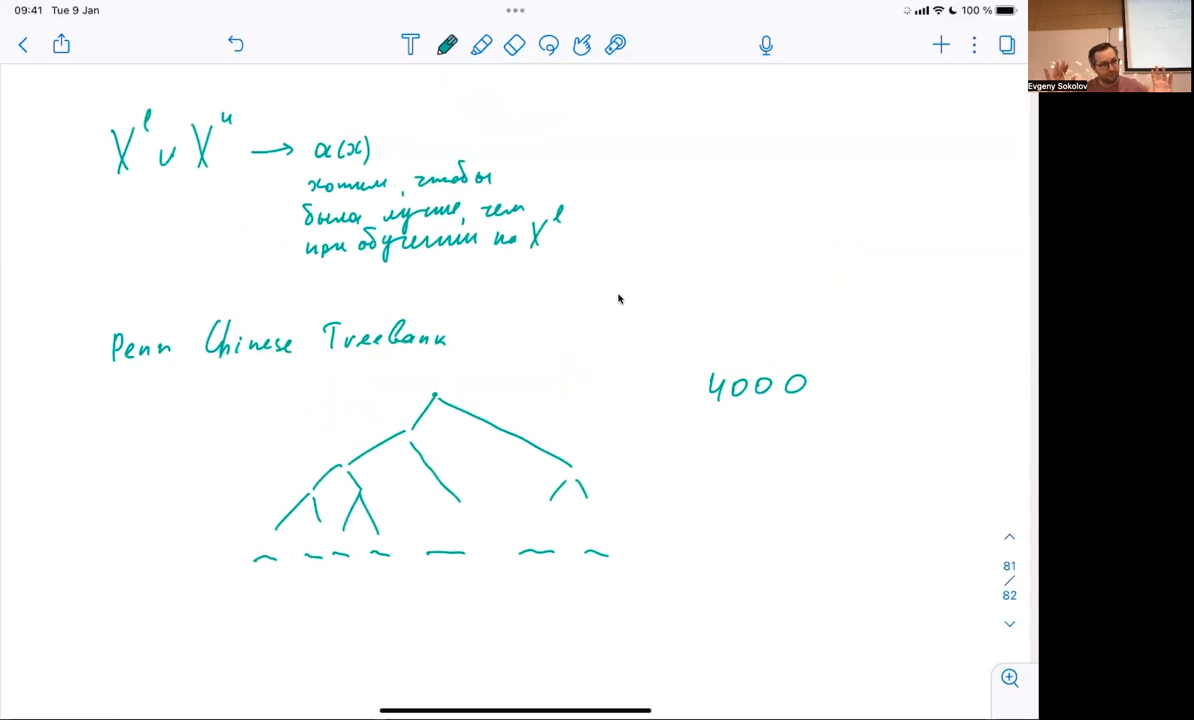 09:41 Tue 9 Jan
100 %
Evgeny Sokolov
X^l ∪ X^u → a(x)
хотим, чтобы
была лучше, чем
при обучении на X^l
Penn Chinese TreeBank
4000
81
/
82